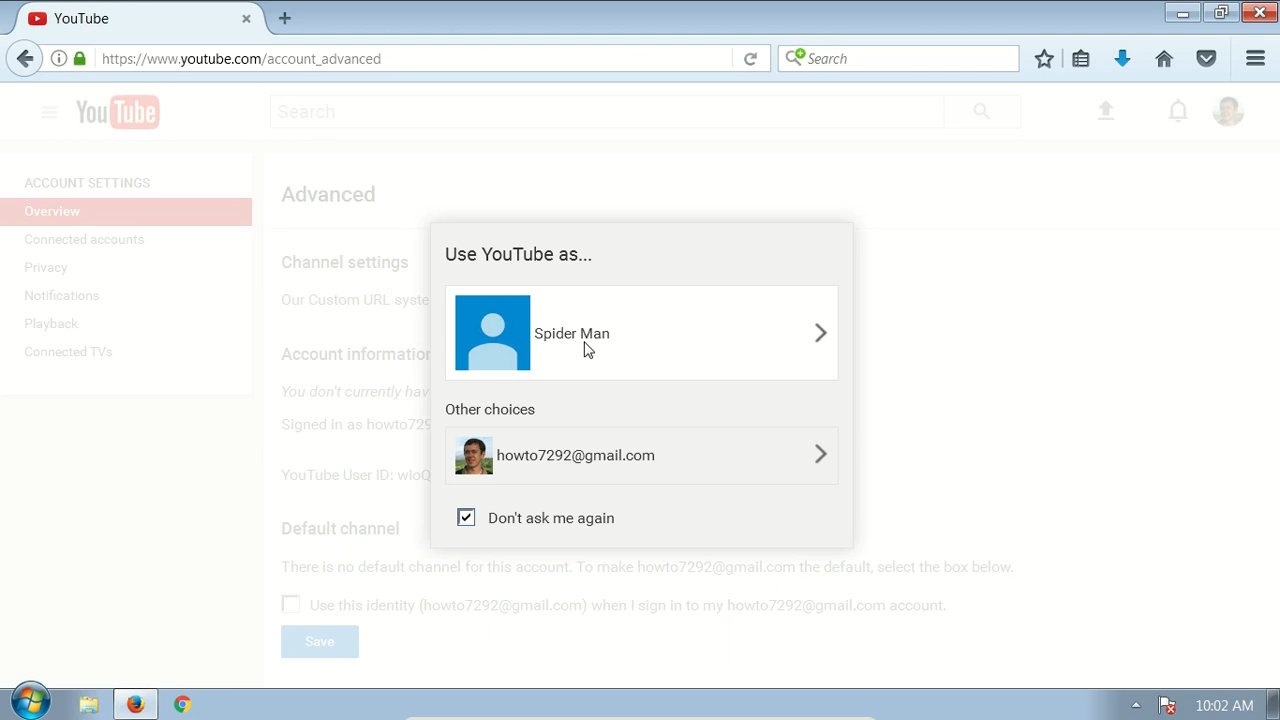 YouTube
https://www.youtube.com/account_advanced
Search
YouTube
Search
ACCOUNT SETTINGS
Overview
Connected accounts
Privacy
Notifications
Playback
Connected TVs
Advanced
Channel settings
Our Custom URL syste
Account information
You don't currently hav
Signed in as howto729
YouTube User ID: wIoQ
Default channel
There is no default channel for this account. To make howto7292@gmail.com the default, select the box below.
Use this identity (howto7292@gmail.com) when I sign in to my howto7292@gmail.com account.
Save
Use YouTube as...
Spider Man
Other choices
howto7292@gmail.com
Don't ask me again
10:02 AM